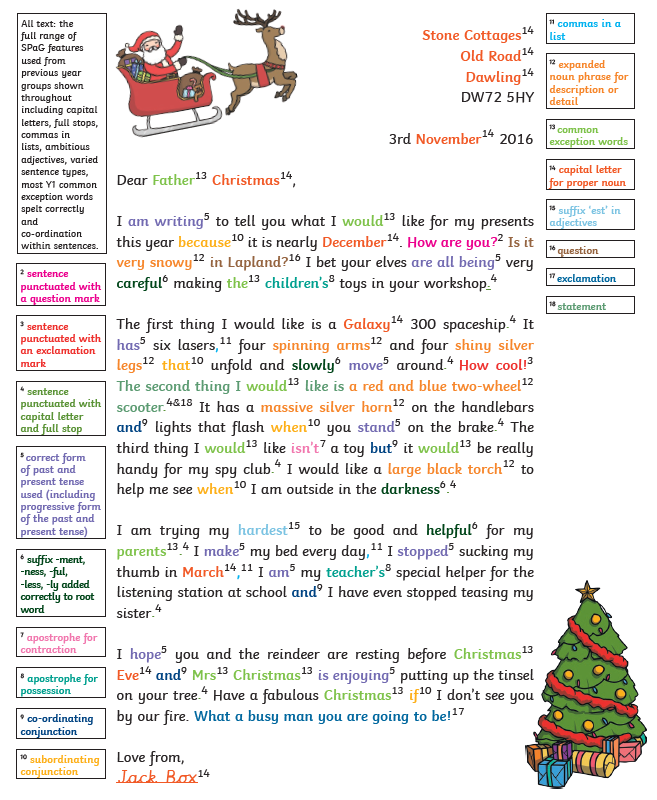 All text: the
full range of
SPaG features
used from
previous year
groups shown
throughout
including capital
letters, full stops,
commas in
lists, ambitious
adjectives, varied
sentence types,
most Y1 common
exception words
spelt correctly
and
co-ordination
within sentences.
2 sentence
punctuated with
a question mark
3 sentence
punctuated with
an exclamation
mark
4 sentence
punctuated with
capital letter
and full stop
5 correct form
of past and
present tense
used (including
progressive form
of the past and
present tense)
6 suffix -ment,
-ness, -ful,
-less, -ly added
correctly to root
word
7 apostrophe for
contraction
8 apostrophe for
possession
9 co-ordinating
conjunction
10 subordinating
conjunction
Stone Cottages14
Old Road14
Dawling14
DW72 5HY
3rd November14 2016
Dear Father13 Christmas14,
I am writing5 to tell you what I would13 like for my presents
this year because10 it is nearly December14. How are you?2 Is it
very snowy12 in Lapland?16 I bet your elves are all being5 very
careful6 making the13 children's8 toys in your workshop.4
The first thing I would like is a Galaxy14 300 spaceship.4 It
has5 six lasers,11 four spinning arms12 and four shiny silver
legs12 that10 unfold and slowly6 move5 around.4 How cool!3
The second thing I would13 like is a red and blue two-wheel12
scooter.4&18 It has a massive silver horn12 on the handlebars
and9 lights that flash when10 you stand5 on the brake.4 The
third thing I would13 like isn't7 a toy but9 it would13 be really
handy for my spy club.4 I would like a large black torch12 to
help me see when10 I am outside in the darkness6.4
I am trying my hardest15 to be good and helpful6 for my
parents13.4 I make5 my bed every day,11 I stopped5 sucking my
thumb in March14,11 I am5 my teacher's8 special helper for the
listening station at school and9 I have even stopped teasing my
sister.4
I hope5 you and the reindeer are resting before Christmas13
Eve14 and9 Mrs13 Christmas13 is enjoying5 putting up the tinsel
on your tree.4 Have a fabulous Christmas13 if10 I don't see you
by our fire. What a busy man you are going to be!17
Love from,
Jack Box14
11 commas in a
list
12 expanded
noun phrase for
description or
detail
13 common
exception words
14 capital letter
for proper noun
15 suffix 'est' in
adjectives
16 question
17 exclamation
18 statement